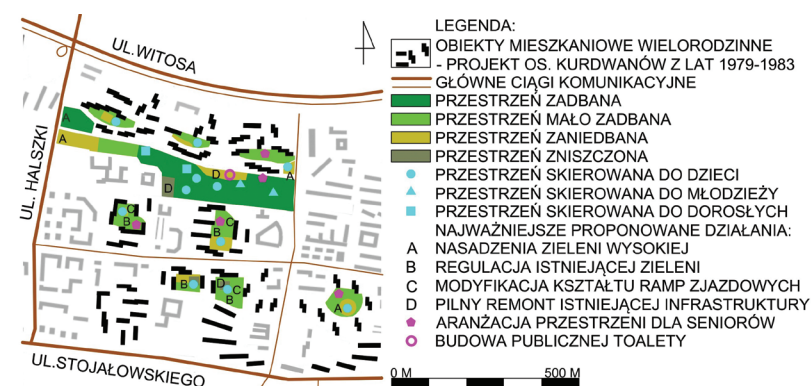 UL.WITOSA
UL. HALSZKI
UL.STOJAŁOWSKIEGO
A
A
D
D
A
C
B
C
B
B
D
C
B
A
LEGENDA:
OBIEKTY MIESZKANIOWE WIELORODZINNE
- PROJEKT OS. KURDWANÓW Z LAT 1979-1983
GŁÓWNE CIĄGI KOMUNIKACYJNE
PRZESTRZEŃ ZADBANA
PRZESTRZEŃ MAŁO ZADBANA
PRZESTRZEŃ ZANIEDBANA
PRZESTRZEŃ ZNISZCZONA
PRZESTRZEŃ SKIEROWANA DO DZIECI
PRZESTRZEŃ SKIEROWANA DO MŁODZIEŻY
PRZESTRZEŃ SKIEROWANA DO DOROSŁYCH
NAJWAŻNIEJSZE PROPONOWANE DZIAŁANIA:
A NASADZENIA ZIELENI WYSOKIEJ
B REGULACJA ISTNIEJĄCEJ ZIELENI
C MODYFIKACJA KSZTAŁTU RAMP ZJAZDOWYCH
D PILNY REMONT ISTNIEJĄCEJ INFRASTRUKTURY
ARANŻACJA PRZESTRZENI DLA SENIORÓW
BUDOWA PUBLICZNEJ TOALETY
0 M 500 M